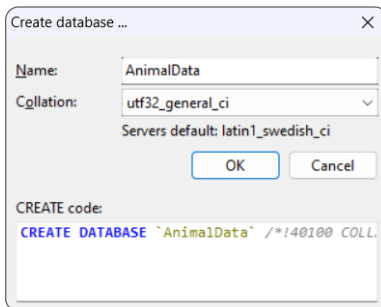 Create database ...
Name: AnimalData
Collation: utf32_general_ci
Servers default: latin1_swedish_ci
OK Cancel
CREATE code:
CREATE DATABASE `AnimalData` /*!40100 COLL